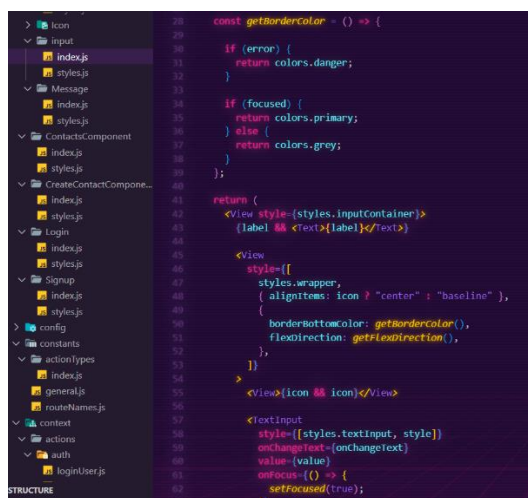 Icon
input
index.js
styles.js
Message
index.js
styles.js
ContactsComponent
index.js
styles.js
CreateContactCompone...
index.js
styles.js
Login
index.js
styles.js
Signup
index.js
styles.js
config
constants
actionTypes
index.js
general.js
routeNames.js
context
actions
auth
loginUser.js
STRUCTURE
28 const getBorderColor = () => {
29
30 if (error) {
31 return colors.danger;
32 }
33
34 if (focused) {
35 return colors.primary;
36 } else {
37 return colors.grey;
38 }
39 };
40
41 return (
42 <View style={styles.inputContainer}>
43 {label && <Text>{label}</Text>}
44
45 <View
46 style={[
47 styles.wrapper,
48 { alignItems: icon ? "center" : "baseline" },
49 {
50 borderBottomColor: getBorderColor(),
51 flexDirection: getFlexDirection(),
52 },
53 ]}
54 >
55 <View>{icon && icon}</View>
56
57 <TextInput
58 style={[styles.textInput, style]}
59 onChangeText={onChangeText}
60 value={value}
61 onFocus={() => {
62 setFocused(true);